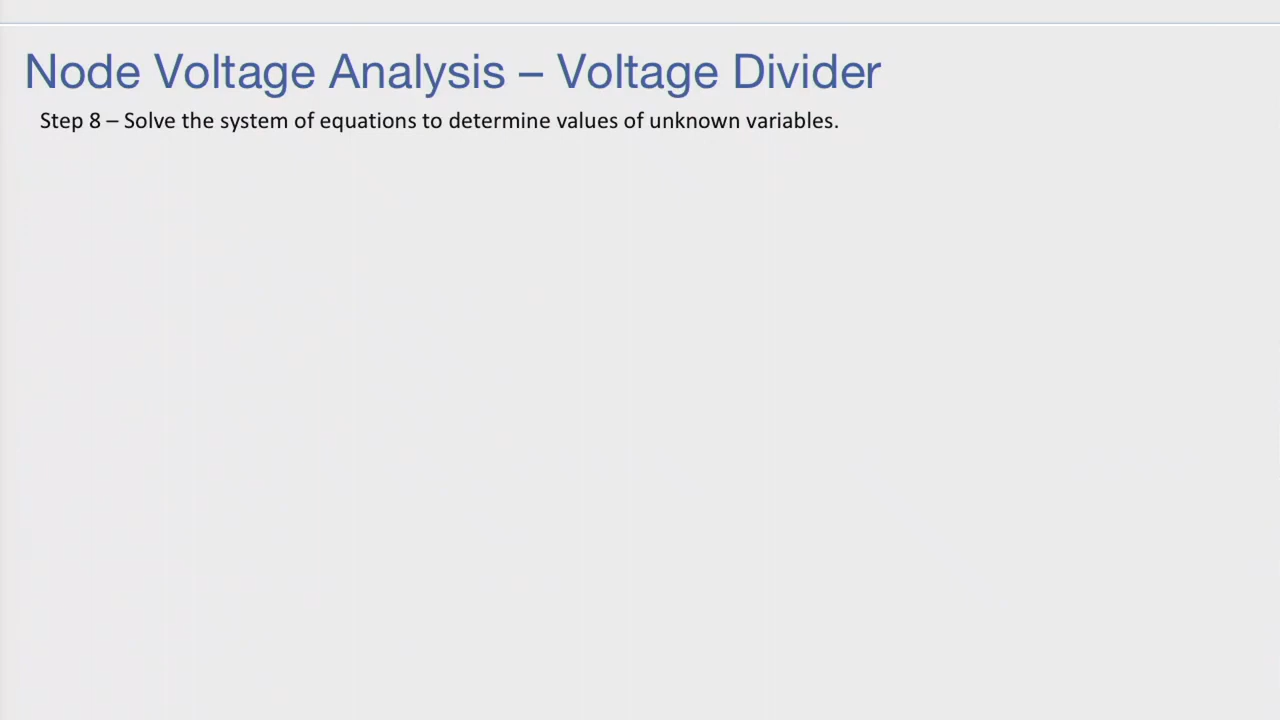 Node Voltage Analysis – Voltage Divider
Step 8 – Solve the system of equations to determine values of unknown variables.